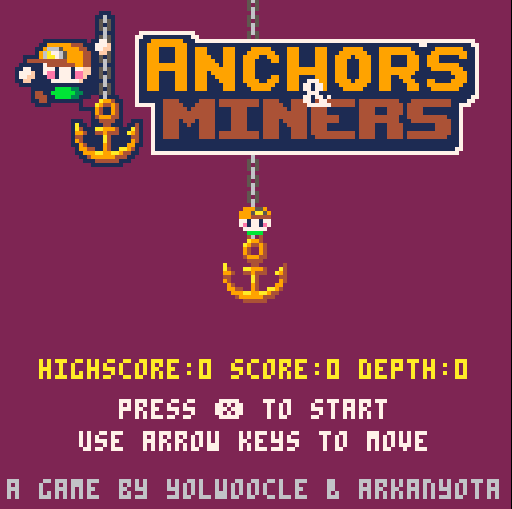 ANCHORS
&
MINERS
HIGHSCORE:0 SCORE:0 DEPTH:0
PRESS ❎ TO START
USE ARROW KEYS TO MOVE
A GAME BY YOLWOOCLE & ARKANYOTA